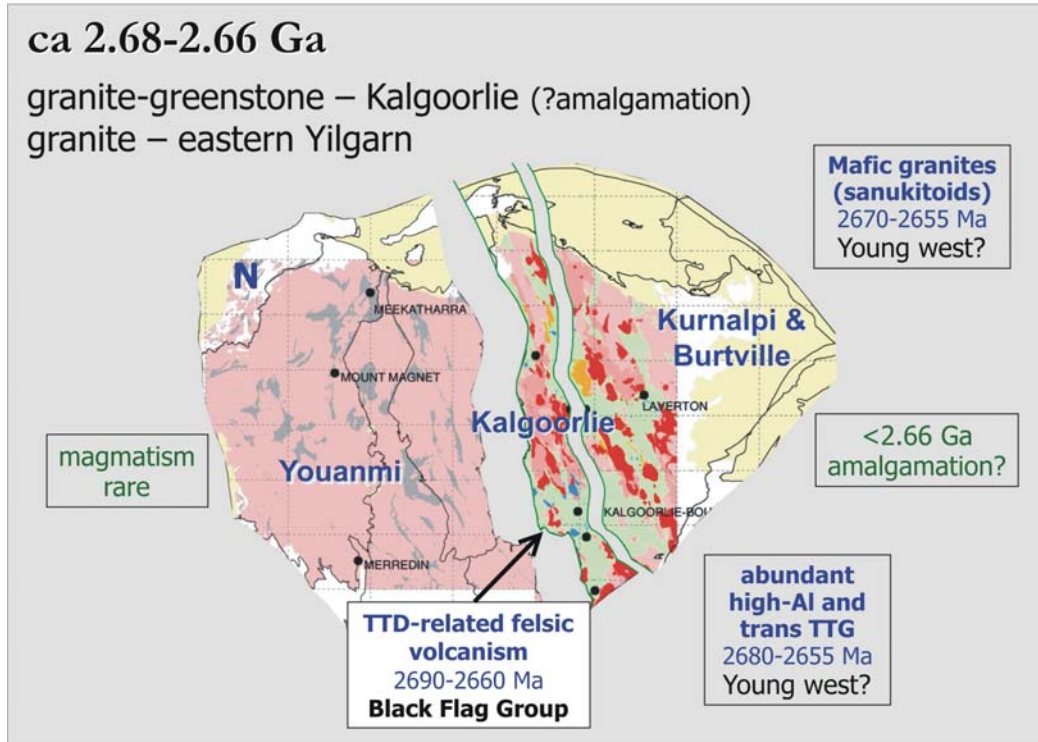 ca 2.68-2.66 Ga
granite-greenstone – Kalgoorlie (?amalgamation)
granite – eastern Yilgarn
Mafic granites
(sanukitoids)
2670-2655 Ma
Young west?
N
MEEKATHARRA
Kurnalpi &
Burtville
MOUNT MAGNET
LAVERTON
Kalgoorlie
magmatism
rare
Youanmi
<2.66 Ga
amalgamation?
KALGOORLIE-BOU
MERREDIN
TTD-related felsic
volcanism
2690-2660 Ma
Black Flag Group
abundant
high-Al and
trans TTG
2680-2655 Ma
Young west?